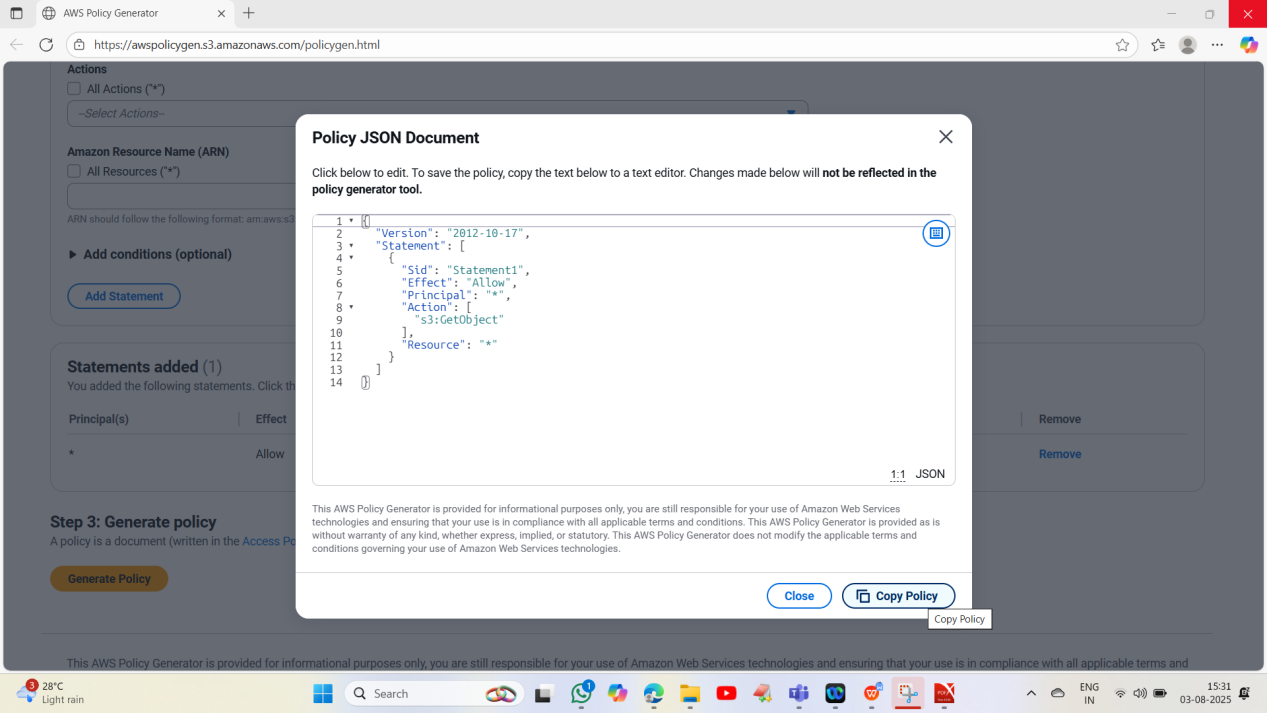 AWS Policy Generator
https://awspolicygen.s3.amazonaws.com/policygen.html
Actions
All Actions ("*")
--Select Actions--
Amazon Resource Name (ARN)
All Resources ("*")
ARN should follow the following format: arn:aws:s3
Add conditions (optional)
Add Statement
Statements added (1)
You added the following statements. Click th
Principal(s) Effect Remove
* Allow Remove
Step 3: Generate policy
A policy is a document (written in the Access Po
Generate Policy
Policy JSON Document
Click below to edit. To save the policy, copy the text below to a text editor. Changes made below will not be reflected in the
policy generator tool.
1 {
2 "Version": "2012-10-17",
3 "Statement": [
4 {
5 "Sid": "Statement1",
6 "Effect": "Allow",
7 "Principal": "*",
8 "Action": [
9 "s3:GetObject"
10 ],
11 "Resource": "*"
12 }
13 ]
14 }
1:1 JSON
This AWS Policy Generator is provided for informational purposes only, you are still responsible for your use of Amazon Web Services
technologies and ensuring that your use is in compliance with all applicable terms and conditions. This AWS Policy Generator is provided as is
without warranty of any kind, whether express, implied, or statutory. This AWS Policy Generator does not modify the applicable terms and
conditions governing your use of Amazon Web Services technologies.
Close Copy Policy
Copy Policy
This AWS Policy Generator is provided for informational purposes only, you are still responsible for your use of Amazon Web Services technologies and ensuring that your use is in compliance with all applicable terms and
3
28°C
Light rain
Search
1
ENG
IN
15:31
03-08-2025